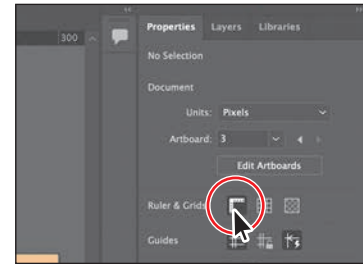 300
Properties Layers Libraries
No Selection
Document
Units: Pixels
Artboard: 3
Edit Artboards
Ruler & Grids
Guides